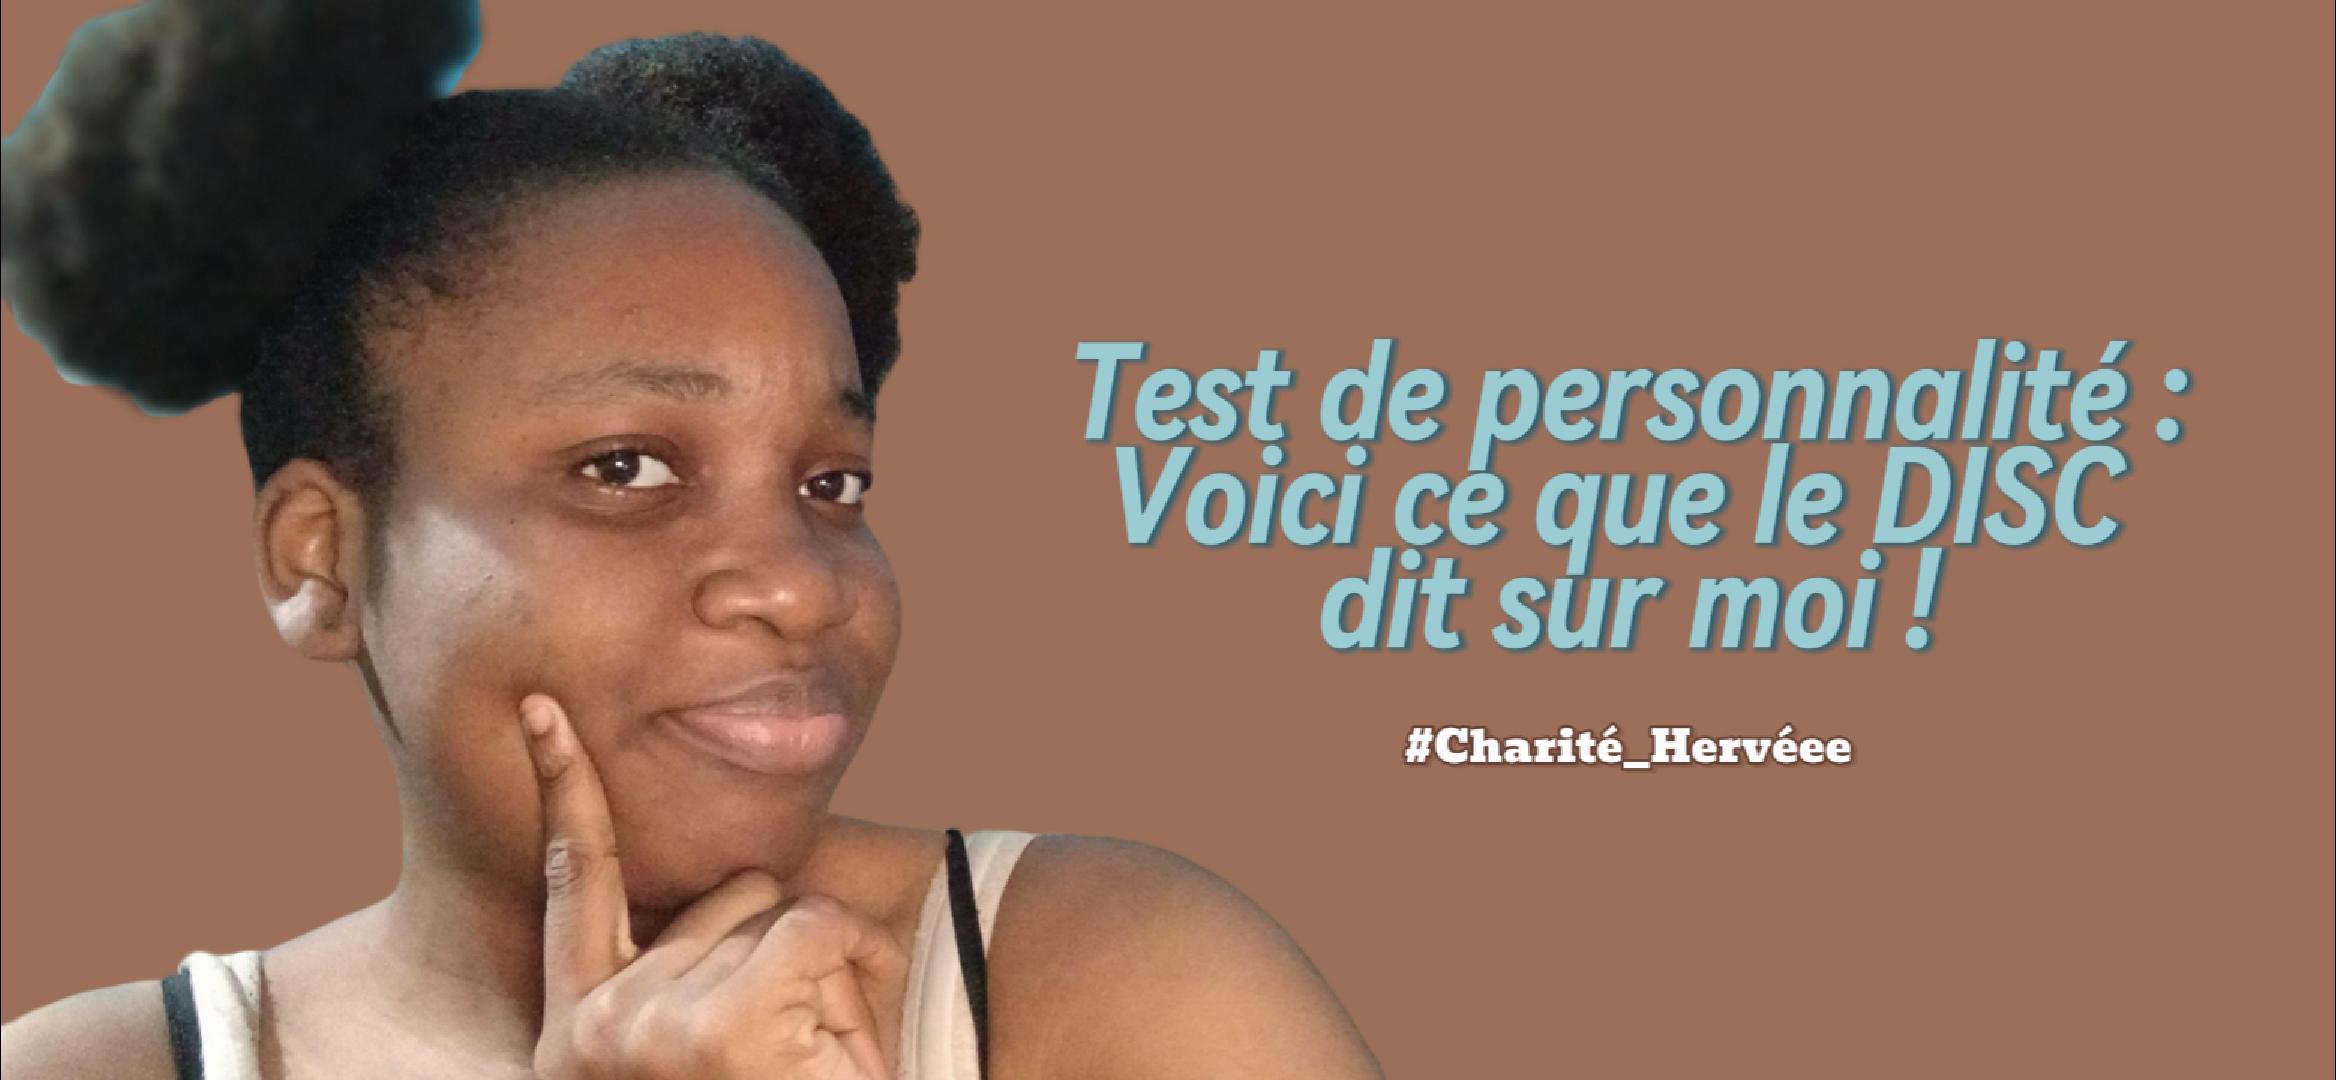 Test de personnalité :
Voici ce que le DISC
dit sur moi !
#Charité_Hervéee